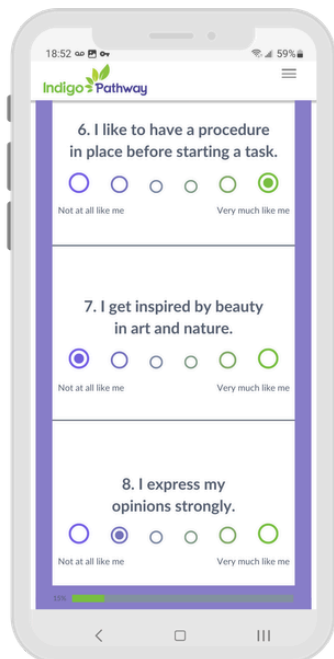 18:52
59%
Indigo Pathway
6. I like to have a procedure
in place before starting a task.
Not at all like me Very much like me
7. I get inspired by beauty
in art and nature.
Not at all like me Very much like me
8. I express my
opinions strongly.
Not at all like me Very much like me
15%